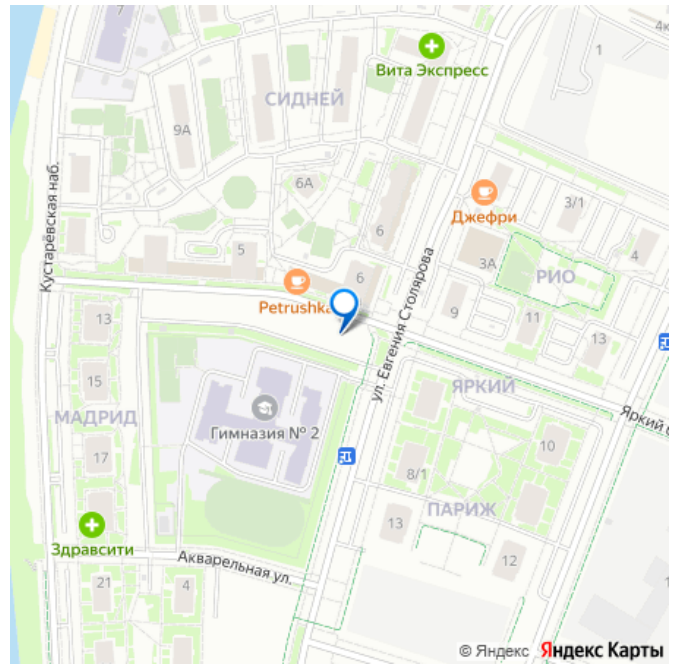 7
4к
1
Вита Экспресс
СИДНЕЙ
9А
Кустарёвская наб.
6А
Джефри
3/1
6
5
4
3А
РИО
6
Petrushka
ул. Евгения Столярова
9
11
13
13
15
ЯРКИЙ
Яркий
МАДРИД
Гимназия № 2
17
10
8/1
ПАРИЖ
13
Здравсити
Акварельная ул.
12
21
4
1
© Яндекс Яндекс Карты